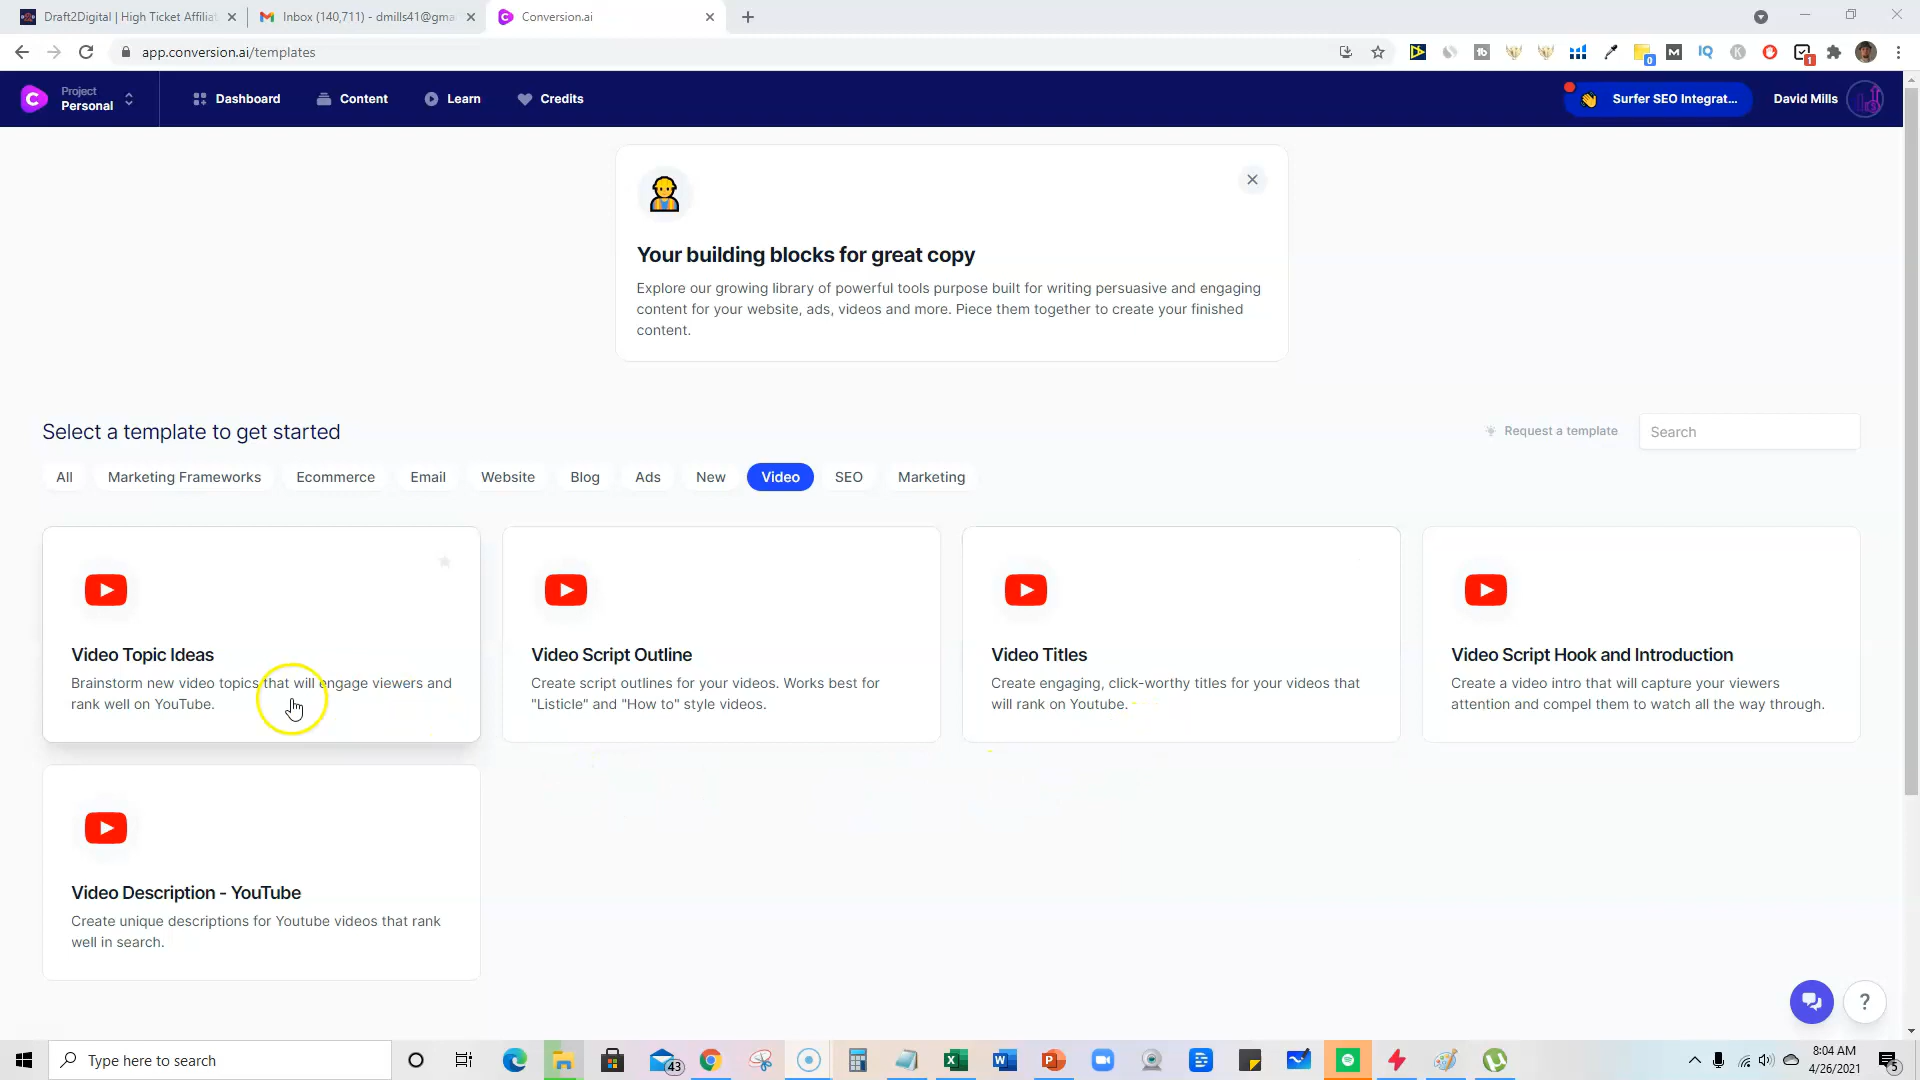 Draft2Digital | High Ticket Affiliat
Inbox (140,711) - dmills41@gma
Conversion.ai
app.conversion.ai/templates
Project
Personal
Dashboard
Content
Learn
Credits
Surfer SEO Integrat...
David Mills
Your building blocks for great copy
Explore our growing library of powerful tools purpose built for writing persuasive and engaging
content for your website, ads, videos and more. Piece them together to create your finished
content.
Select a template to get started
Request a template
Search
All
Marketing Frameworks
Ecommerce
Email
Website
Blog
Ads
New
Video
SEO
Marketing
Video Topic Ideas
Brainstorm new video topics that will engage viewers and
rank well on YouTube.
Video Script Outline
Create script outlines for your videos. Works best for
"Listicle" and "How to" style videos.
Video Titles
Create engaging, click-worthy titles for your videos that
will rank on Youtube.
Video Script Hook and Introduction
Create a video intro that will capture your viewers
attention and compel them to watch all the way through.
Video Description - YouTube
Create unique descriptions for Youtube videos that rank
well in search.
?
Type here to search
43
8:04 AM
4/26/2021
5